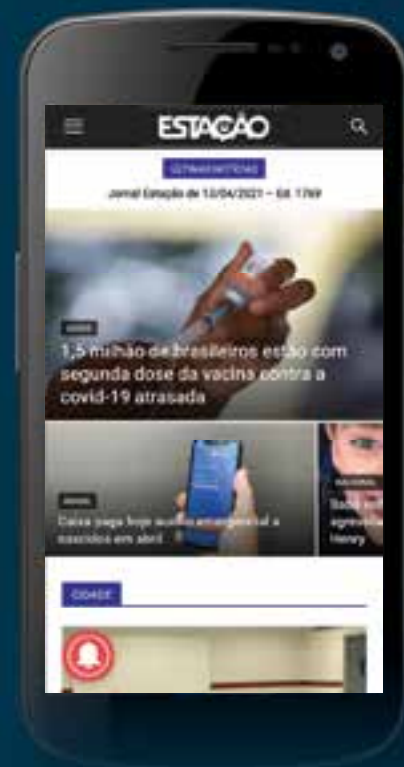 ESTAÇÃO
ÚLTIMAS NOTÍCIAS
Jornal Estação de 13/04/2021 – Ed. 1769
1,5 milhão de brasileiros estão com
segunda dose da vacina contra a
covid-19 atrasada
Caixa paga hoje auxílio emergencial a
nascidos em abril
NACIONAL
Henry
CIDADE